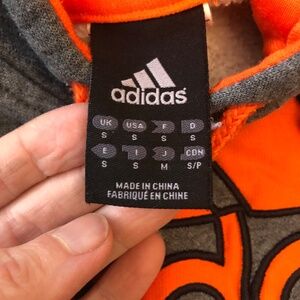 adidas
UK USA F D
S S S S
E I J CDN
S S M S/P
MADE IN CHINA
FABRIQUÉ EN CHINE